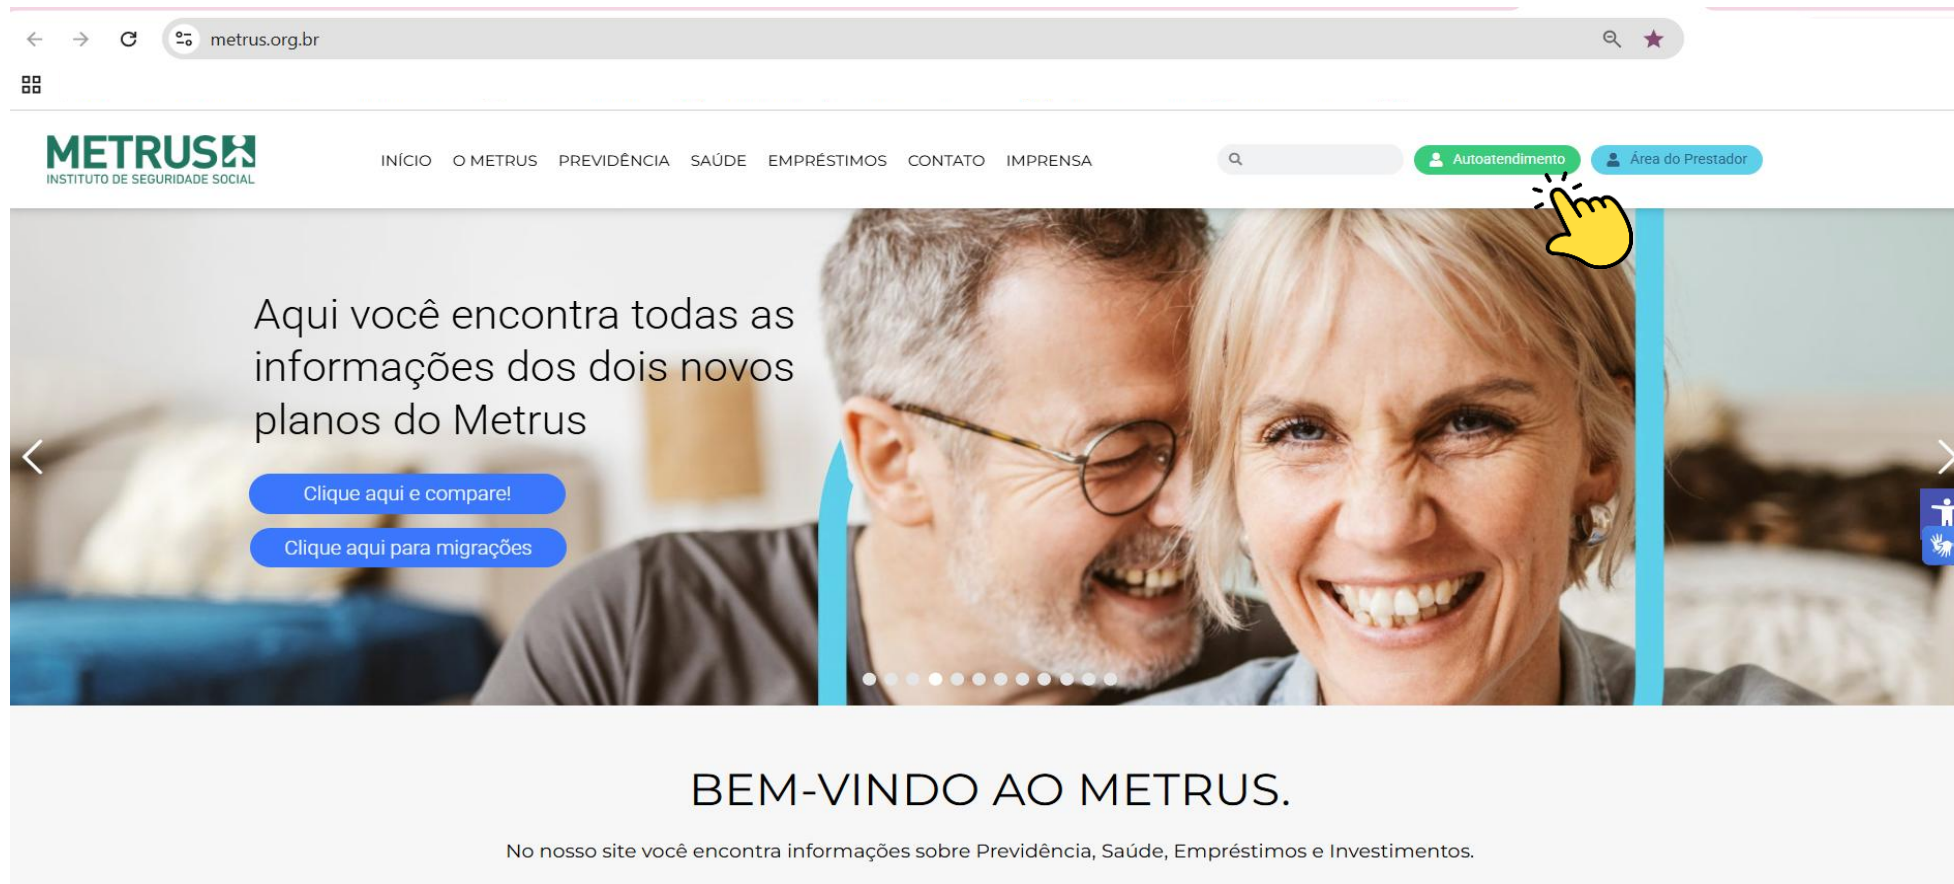 metrus.org.br
METRUS
INSTITUTO DE SEGURIDADE SOCIAL
INÍCIO O METRUS PREVIDÊNCIA SAÚDE EMPRÉSTIMOS CONTATO IMPRENSA
Autoatendimento
Área do Prestador
Aqui você encontra todas as
informações dos dois novos
planos do Metrus
Clique aqui e compare!
Clique aqui para migrações
BEM-VINDO AO METRUS.
No nosso site você encontra informações sobre Previdência, Saúde, Empréstimos e Investimentos.